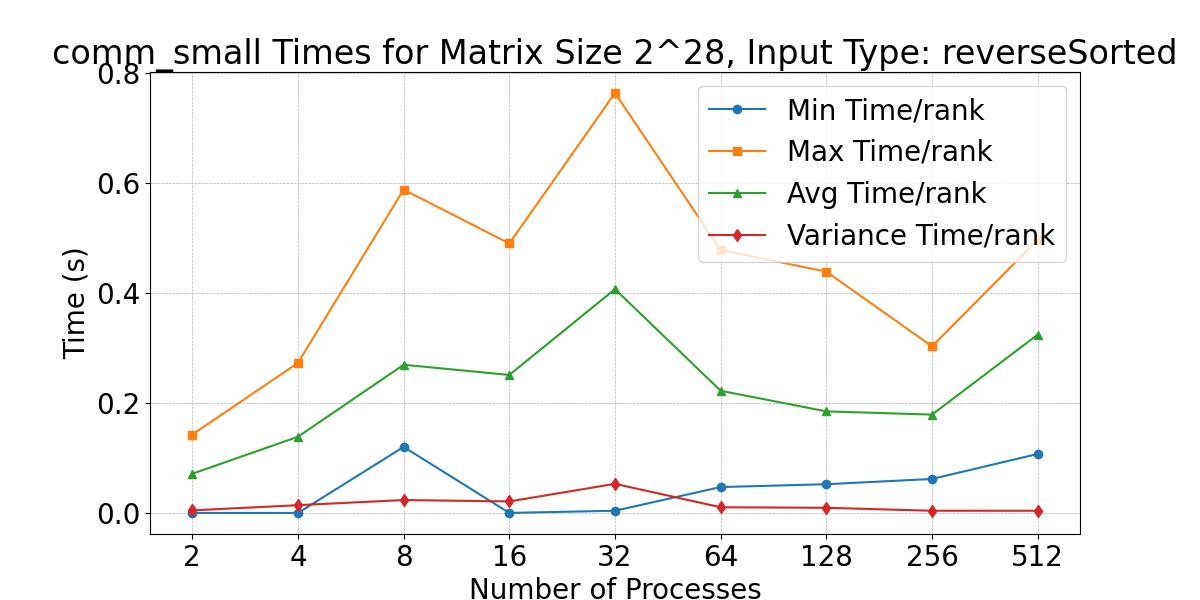 comm_small Times for Matrix Size 2^28, Input Type: reverseSorted
0.8
0.6
0.4
0.2
0.0
Time (s)
Min Time/rank
Max Time/rank
Avg Time/rank
Variance Time/rank
2 4 8 16 32 64 128 256 512
Number of Processes